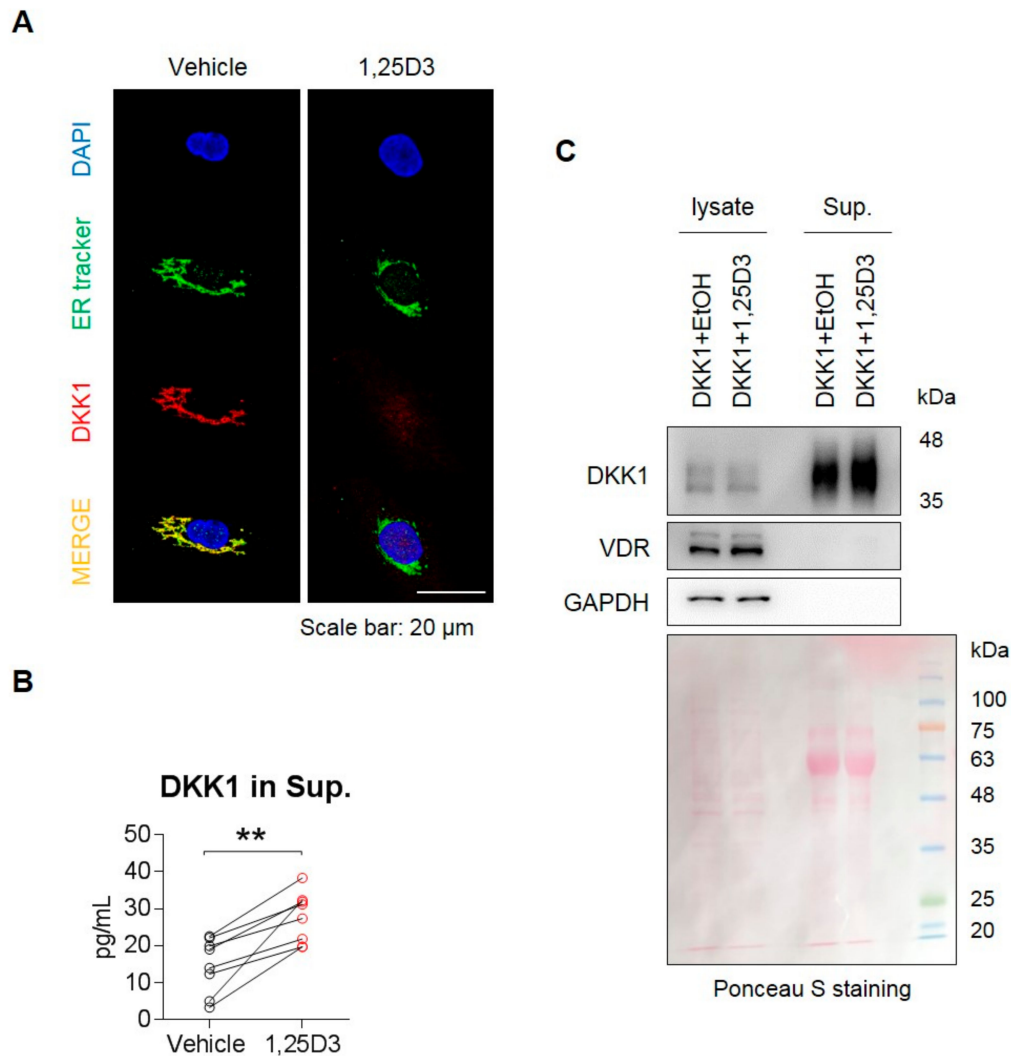 A
Vehicle 1,25D3
DAPI
ER tracker
DKK1
MERGE
Scale bar: 20 µm
B
DKK1 in Sup.
**
50
40
30
20
10
0
pg/mL
Vehicle 1,25D3
C
lysate Sup.
DKK1+EtOH
DKK1+1,25D3
DKK1+EtOH
DKK1+1,25D3
kDa
DKK1
48
35
VDR
GAPDH
kDa
100
75
63
48
35
25
20
Ponceau S staining